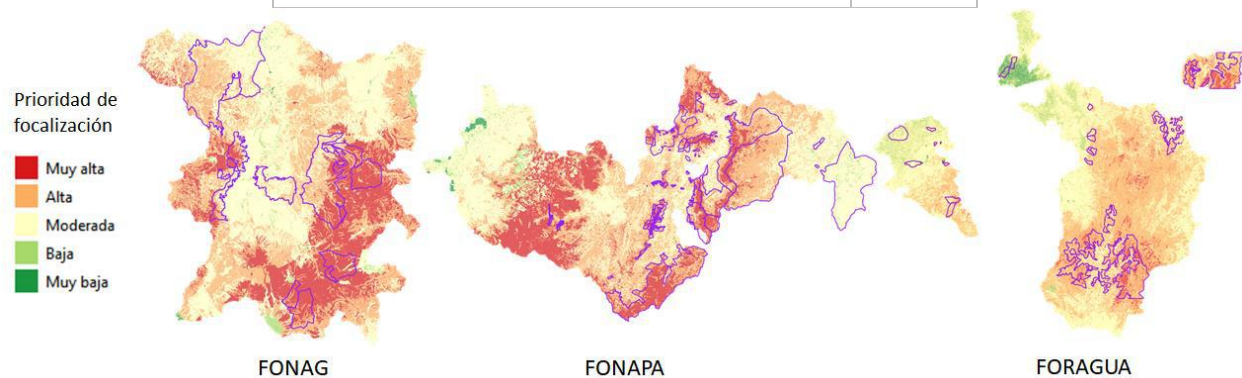 Prioridad de
focalización
Muy alta
Alta
Moderada
Baja
Muy baja
FONAG
FONAPA
FORAGUA